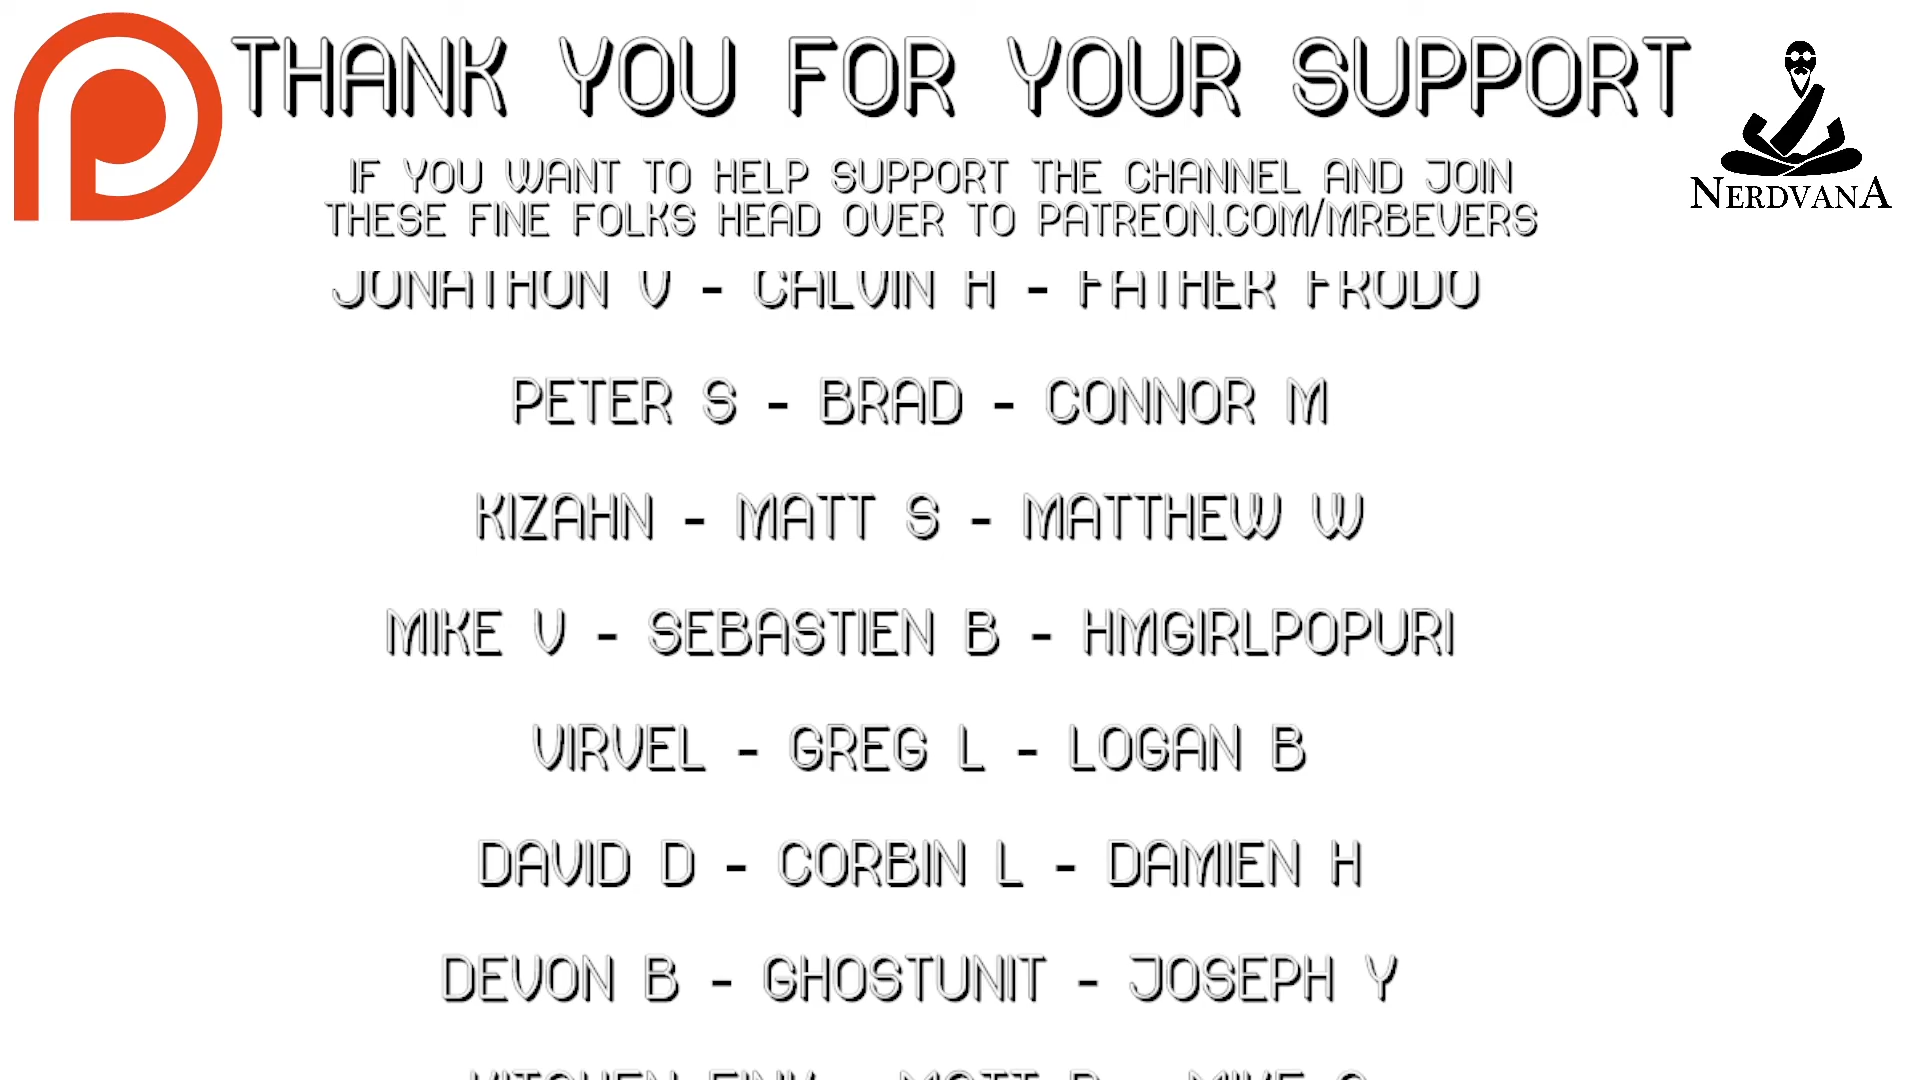 THANK YOU FOR YOUR SUPPORT
NERDVANA
IF YOU WANT TO HELP SUPPORT THE CHANNEL AND JOIN
THESE FINE FOLKS HEAD OVER TO PATREON.COM/MRBEVERS
JONATHON V - CALVIN H - FATHER FRODO
PETER S - BRAD - CONNOR M
KIZAHN - MATT S - MATTHEW W
MIKE V - SEBASTIEN B - HMGIRLPOPURI
VIRVEL - GREG L - LOGAN B
DAVID D - CORBIN L - DAMIEN H
DEVON B - GHOSTUNIT - JOSEPH Y